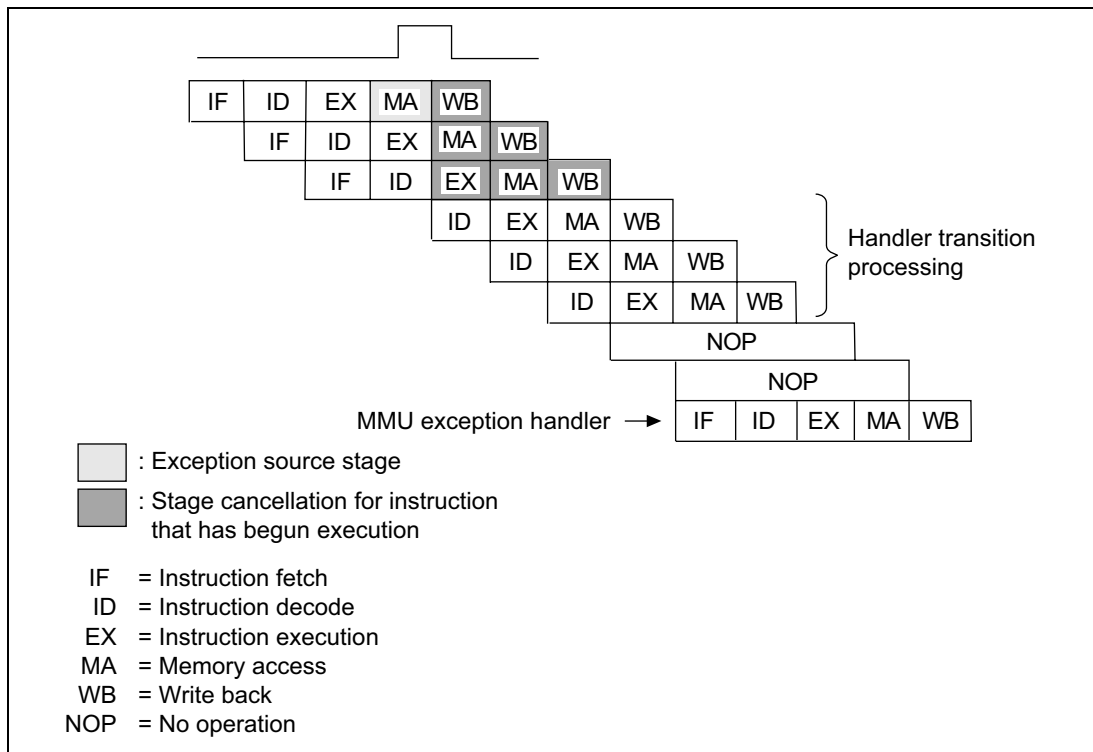 IF ID EX MA WB
IF ID EX MA WB
IF ID EX MA WB
ID EX MA WB
ID EX MA WB
ID EX MA WB
Handler transition
processing
NOP
NOP
MMU exception handler
IF ID EX MA WB
: Exception source stage
: Stage cancellation for instruction
that has begun execution
IF = Instruction fetch
ID = Instruction decode
EX = Instruction execution
MA = Memory access
WB = Write back
NOP = No operation